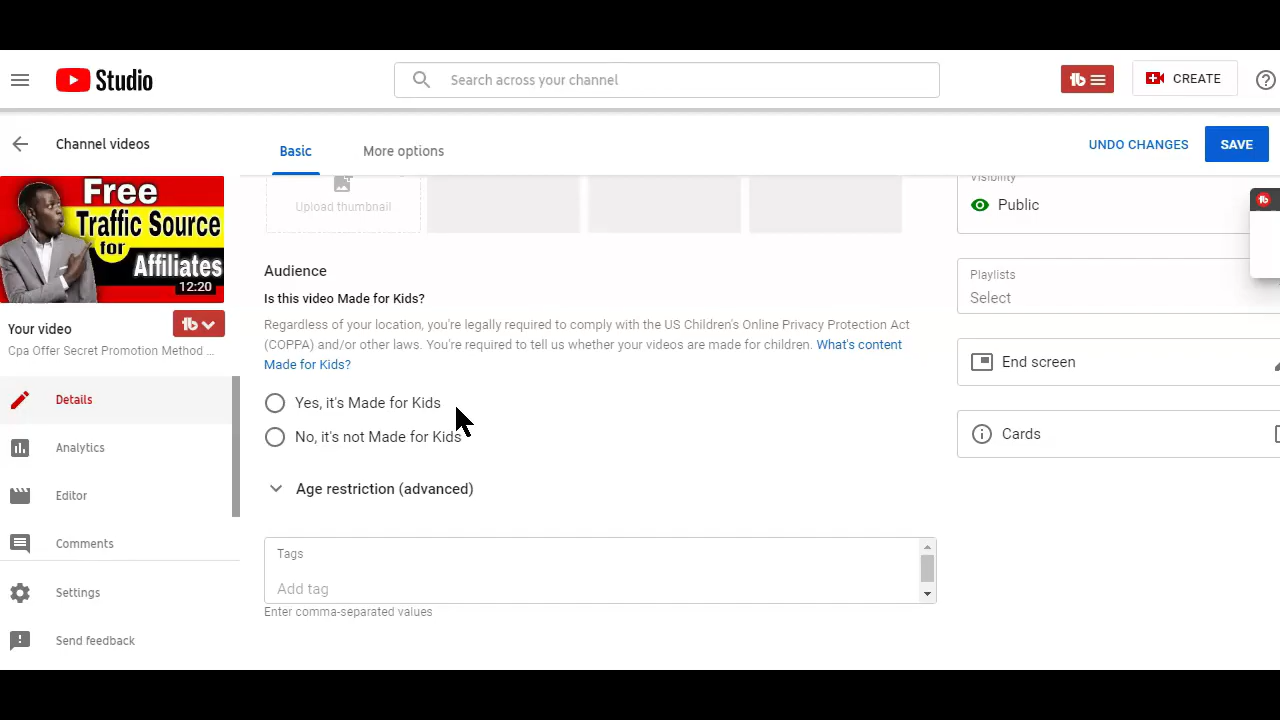 Studio
Search across your channel
CREATE
Channel videos
Basic
More options
UNDO CHANGES
SAVE
Free
Traffic Source
for
Affiliates
12:20
Your video
Cpa Offer Secret Promotion Method ...
Details
Analytics
Editor
Comments
Settings
Send feedback
Upload thumbnail
Audience
Is this video Made for Kids?
Regardless of your location, you're legally required to comply with the US Children's Online Privacy Protection Act
(COPPA) and/or other laws. You're required to tell us whether your videos are made for children. What's content
Made for Kids?
Yes, it's Made for Kids
No, it's not Made for Kids
Age restriction (advanced)
Tags
Add tag
Enter comma-separated values
Visibility
Public
Playlists
Select
End screen
Cards